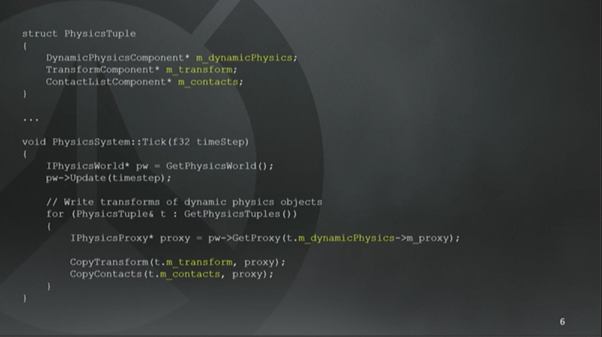 struct PhysicsTuple
{
DynamicPhysicsComponent* m_dynamicPhysics;
TransformComponent* m_transform;
ContactListComponent* m_contacts;
}
...
void PhysicsSystem::Tick(f32 timeStep)
{
IPhysicsWorld* pw = GetPhysicsWorld();
pw->Update(timestep);
// Write transforms of dynamic physics objects
for (PhysicsTuple& t : GetPhysicsTuples())
{
IPhysicsProxy* proxy = pw->GetProxy(t.m_dynamicPhysics->m_proxy);
CopyTransform(t.m_transform, proxy);
CopyContacts(t.m_contacts, proxy);
}
}
6